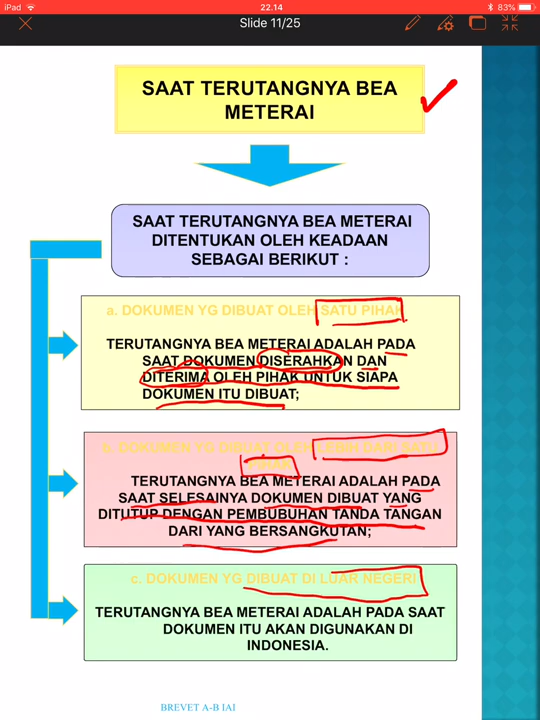 iPad
22.14
83%
Slide 11/25
SAAT TERUTANGNYA BEA
METERAI
SAAT TERUTANGNYA BEA METERAI
DITENTUKAN OLEH KEADAAN
SEBAGAI BERIKUT :
a. DOKUMEN YG DIBUAT OLEH SATU PIHAK
TERUTANGNYA BEA METERAI ADALAH PADA
SAAT DOKUMEN DISERAHKAN DAN
DITERIMA OLEH PIHAK UNTUK SIAPA
DOKUMEN ITU DIBUAT;
b. DOKUMEN YG DIBUAT OLEH LEBIH DARI SATU
PIHAK
TERUTANGNYA BEA METERAI ADALAH PADA
SAAT SELESAINYA DOKUMEN DIBUAT YANG
DITUTUP DENGAN PEMBUBUHAN TANDA TANGAN
DARI YANG BERSANGKUTAN;
c. DOKUMEN YG DIBUAT DI LUAR NEGERI
TERUTANGNYA BEA METERAI ADALAH PADA SAAT
DOKUMEN ITU AKAN DIGUNAKAN DI
INDONESIA.
BREVET A-B IAI